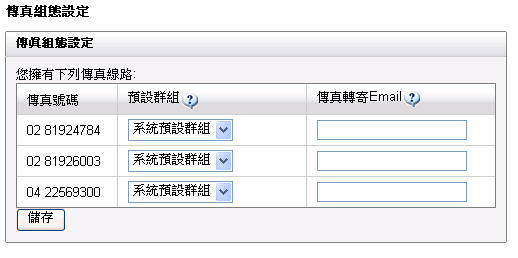 傳真組態設定
傳真組態設定
您擁有下列傳真線路:
傳真號碼 預設群組 ? 傳真轉寄Email ?
02 81924784 系統預設群組
02 81926003 系統預設群組
04 22569300 系統預設群組
儲存